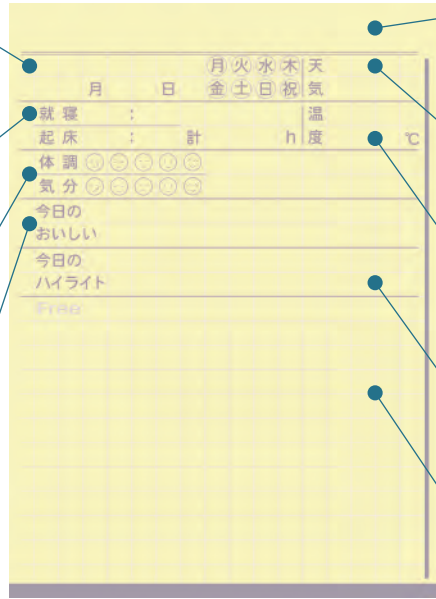 月火水木 天
月 日 金土日祝 気
就寝 : 温
起床 : 計 h 度 ℃
体調
気分
今日の
おいしい
今日の
ハイライト
Free